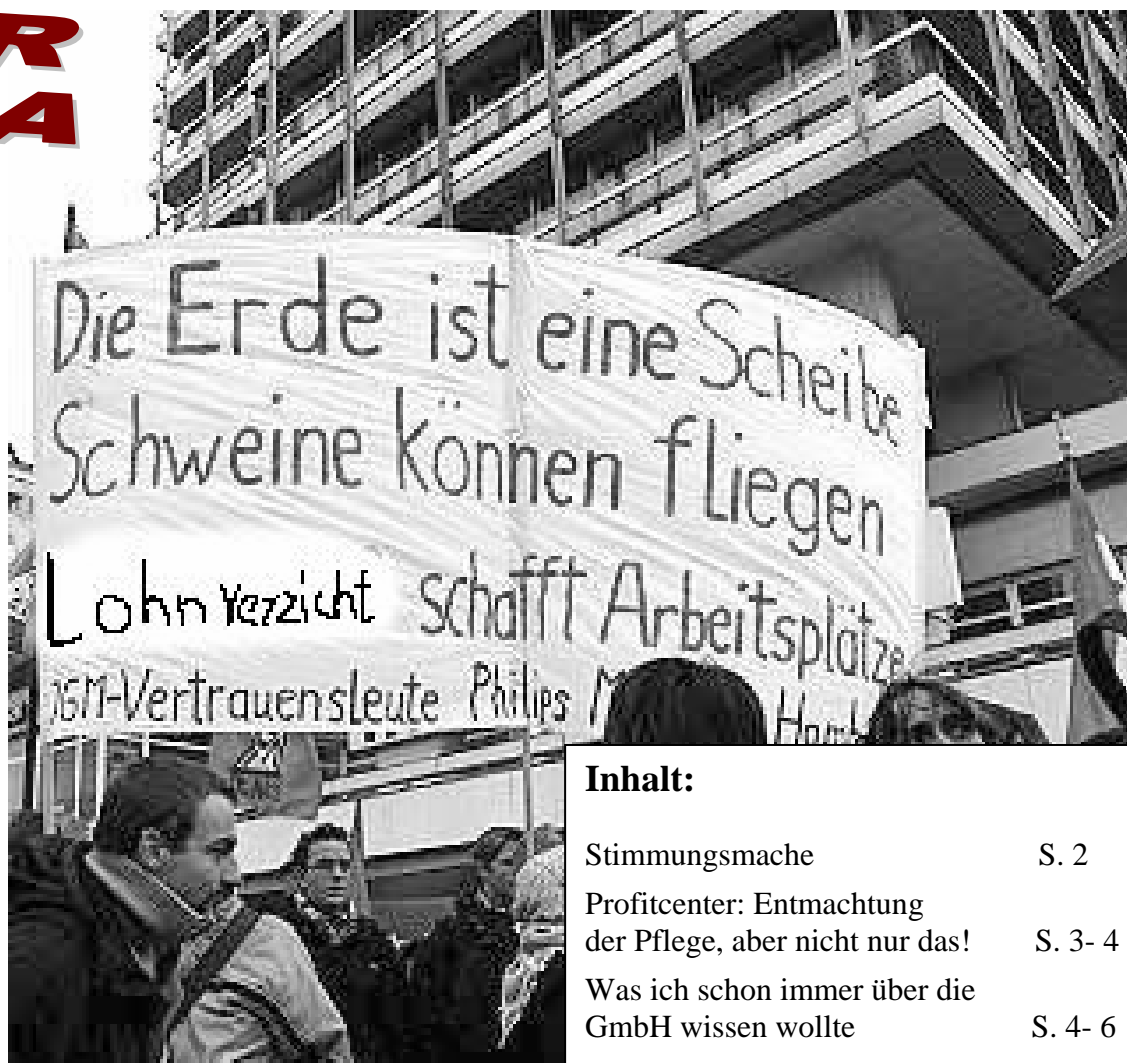 R
A
Die Erde ist eine Scheibe
Schweine können fliegen
Lohnverzicht schafft Arbeitsplätze
IGM-Vertrauensleute Philips
Inhalt:
Stimmungsmache S. 2
Profitcenter: Entmachtung
der Pflege, aber nicht nur das! S. 3- 4
Was ich schon immer über die
GmbH wissen wollte S. 4- 6